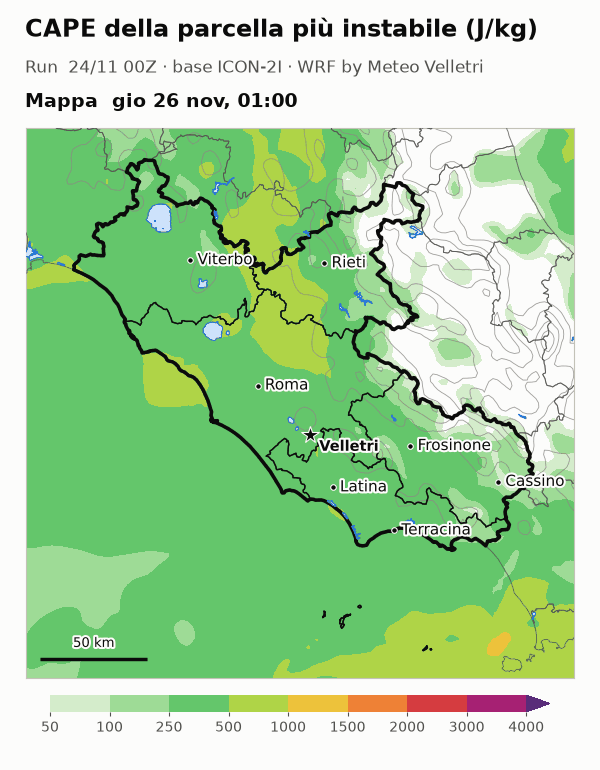 CAPE della parcella più instabile (J/kg)
Run  24/11 00Z · base ICON-2I · WRF by Meteo Velletri
Mappa  gio 26 nov, 01:00
Viterbo
Rieti
Roma
Velletri
Frosinone
Cassino
Latina
Terracina
50 km
50 100 250 500 1000 1500 2000 3000 4000